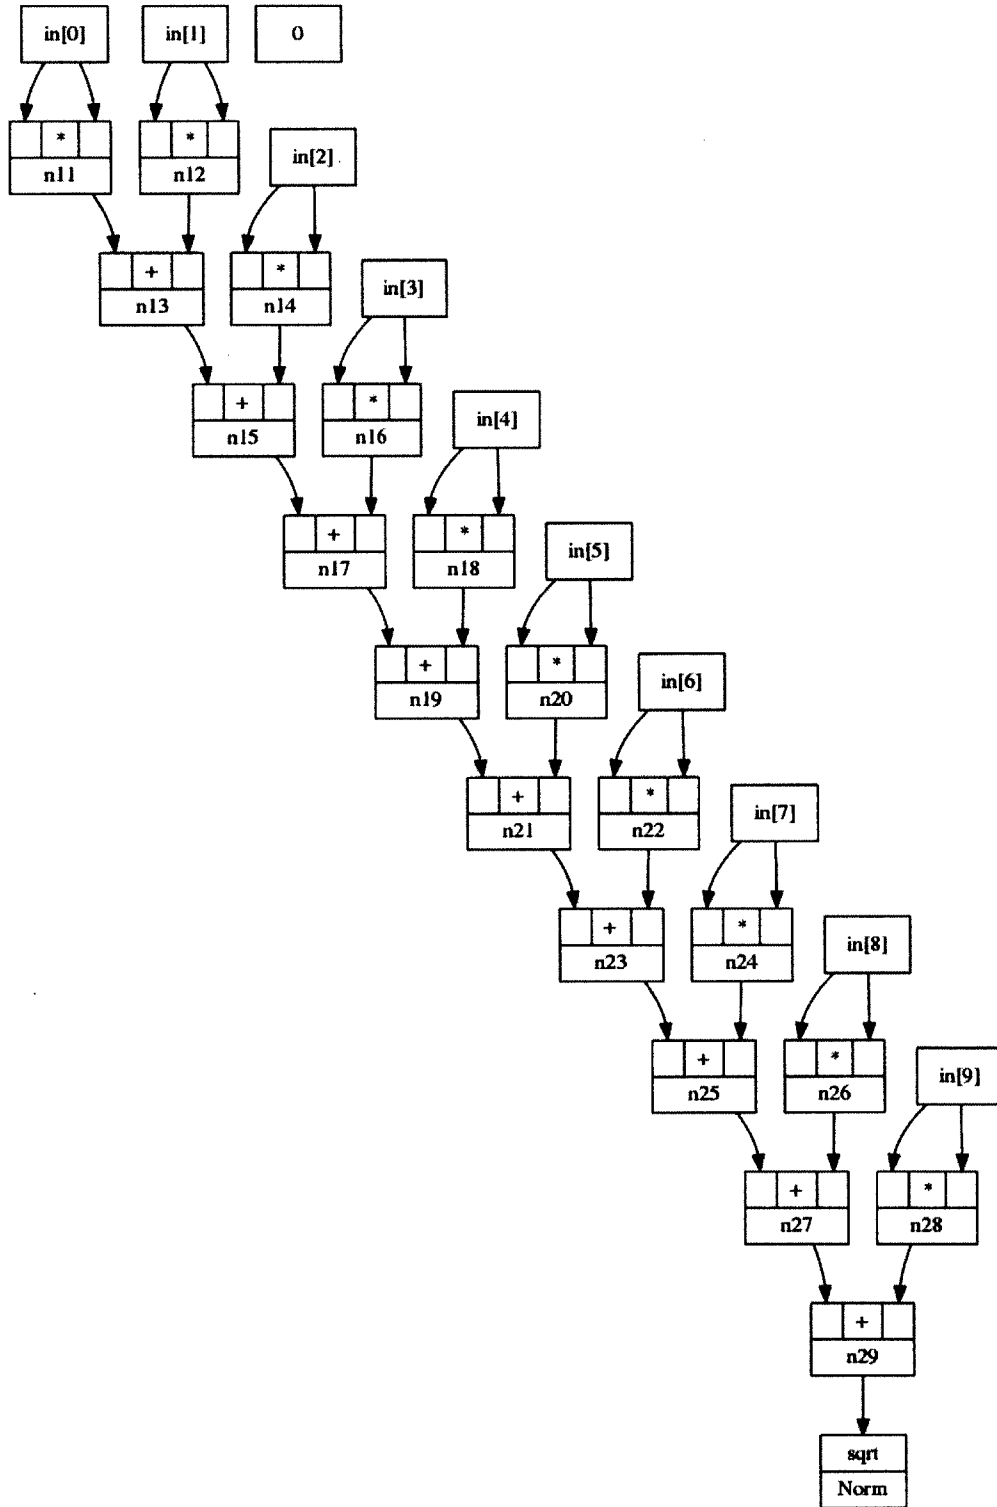 in[0] in[1] 0
* *
n11 n12
in[2]
+ *
n13 n14
in[3]
+ *
n15 n16
in[4]
+ *
n17 n18
in[5]
+ *
n19 n20
in[6]
+ *
n21 n22
in[7]
+ *
n23 n24
in[8]
+ *
n25 n26
in[9]
+ *
n27 n28
+
n29
sqrt
Norm